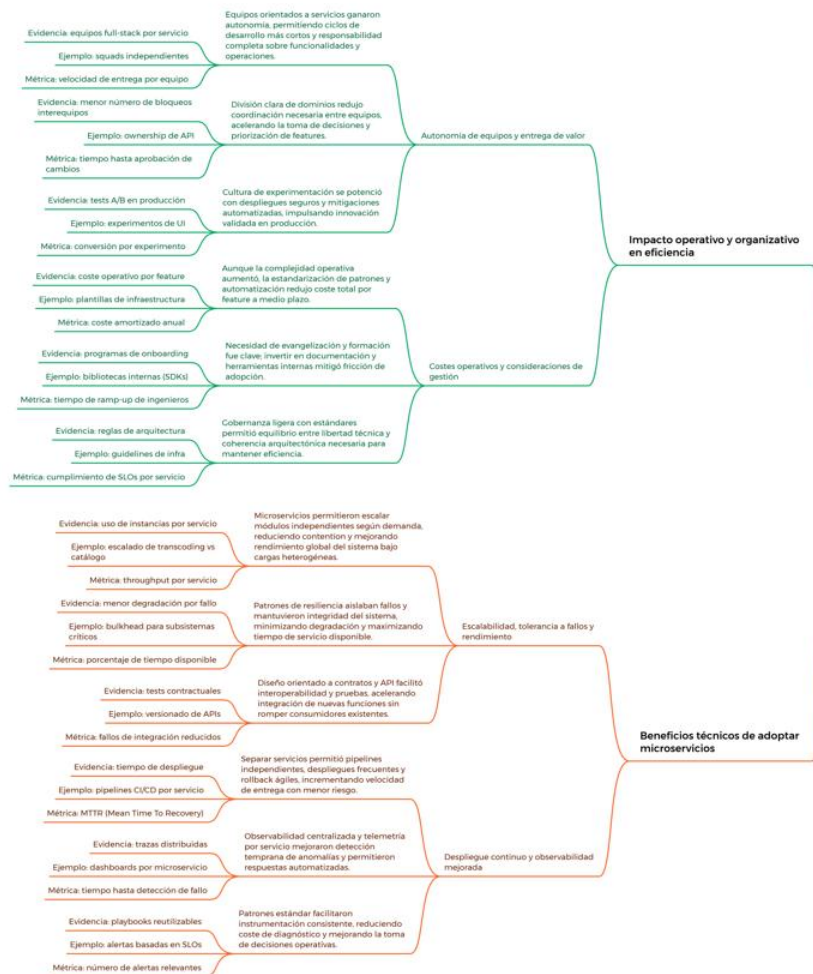 Impacto operativo y organizativo
en eficiencia
Autonomía de equipos y entrega de valor
Equipos orientados a servicios ganaron
autonomía, permitiendo ciclos de
desarrollo más cortos y responsabilidad
completa sobre funcionalidades y
operaciones.
Evidencia: equipos full-stack por servicio
Ejemplo: squads independientes
Métrica: velocidad de entrega por equipo
División clara de dominios redujo
coordinación necesaria entre equipos,
acelerando la toma de decisiones y
priorización de features.
Evidencia: menor número de bloqueos
interequipos
Ejemplo: ownership de API
Métrica: tiempo hasta aprobación de
cambios
Cultura de experimentación se potenció
con despliegues seguros y mitigaciones
automatizadas, impulsando innovación
validada en producción.
Evidencia: tests A/B en producción
Ejemplo: experimentos de UI
Métrica: conversión por experimento
Costes operativos y consideraciones de
gestión
Aunque la complejidad operativa
aumentó, la estandarización de patrones y
automatización redujo coste total por
feature a medio plazo.
Evidencia: coste operativo por feature
Ejemplo: plantillas de infraestructura
Métrica: coste amortizado anual
Necesidad de evangelización y formación
fue clave; invertir en documentación y
herramientas internas mitigó fricción de
adopción.
Evidencia: programas de onboarding
Ejemplo: bibliotecas internas (SDKs)
Métrica: tiempo de ramp-up de ingenieros
Gobernanza ligera con estándares
permitió equilibrio entre libertad técnica y
coherencia arquitectónica necesaria para
mantener eficiencia.
Evidencia: reglas de arquitectura
Ejemplo: guidelines de infra
Métrica: cumplimiento de SLOs por servicio
Beneficios técnicos de adoptar
microservicios
Escalabilidad, tolerancia a fallos y
rendimiento
Microservicios permitieron escalar
módulos independientes según demanda,
reduciendo contention y mejorando
rendimiento global del sistema bajo
cargas heterogéneas.
Evidencia: uso de instancias por servicio
Ejemplo: escalado de transcoding vs
catálogo
Métrica: throughput por servicio
Patrones de resiliencia aislaban fallos y
mantuvieron integridad del sistema,
minimizando degradación y maximizando
tiempo de servicio disponible.
Evidencia: menor degradación por fallo
Ejemplo: bulkhead para subsistemas
críticos
Métrica: porcentaje de tiempo disponible
Diseño orientado a contratos y API facilitó
interoperabilidad y pruebas, acelerando
integración de nuevas funciones sin
romper consumidores existentes.
Evidencia: tests contractuales
Ejemplo: versionado de APIs
Métrica: fallos de integración reducidos
Despliegue continuo y observabilidad
mejorada
Separar servicios permitió pipelines
independientes, despliegues frecuentes y
rollback ágiles, incrementando velocidad
de entrega con menor riesgo.
Evidencia: tiempo de despliegue
Ejemplo: pipelines CI/CD por servicio
Métrica: MTTR (Mean Time To Recovery)
Observabilidad centralizada y telemetría
por servicio mejoraron detección
temprana de anomalías y permitieron
respuestas automatizadas.
Evidencia: trazas distribuidas
Ejemplo: dashboards por microservicio
Métrica: tiempo hasta detección de fallo
Patrones estándar facilitaron
instrumentación consistente, reduciendo
coste de diagnóstico y mejorando la toma
de decisiones operativas.
Evidencia: playbooks reutilizables
Ejemplo: alertas basadas en SLOs
Métrica: número de alertas relevantes